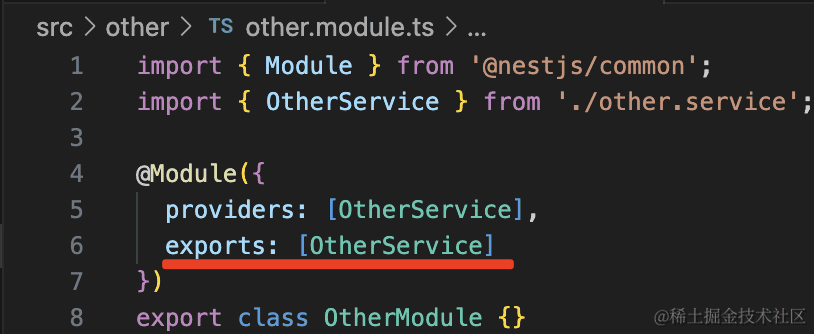 src > other > TS other.module.ts > ...
1 import { Module } from '@nestjs/common';
2 import { OtherService } from './other.service';
3
4 @Module({
5 providers: [OtherService],
6 exports: [OtherService]
7 })
8 export class OtherModule {}
@稀土掘金技术社区